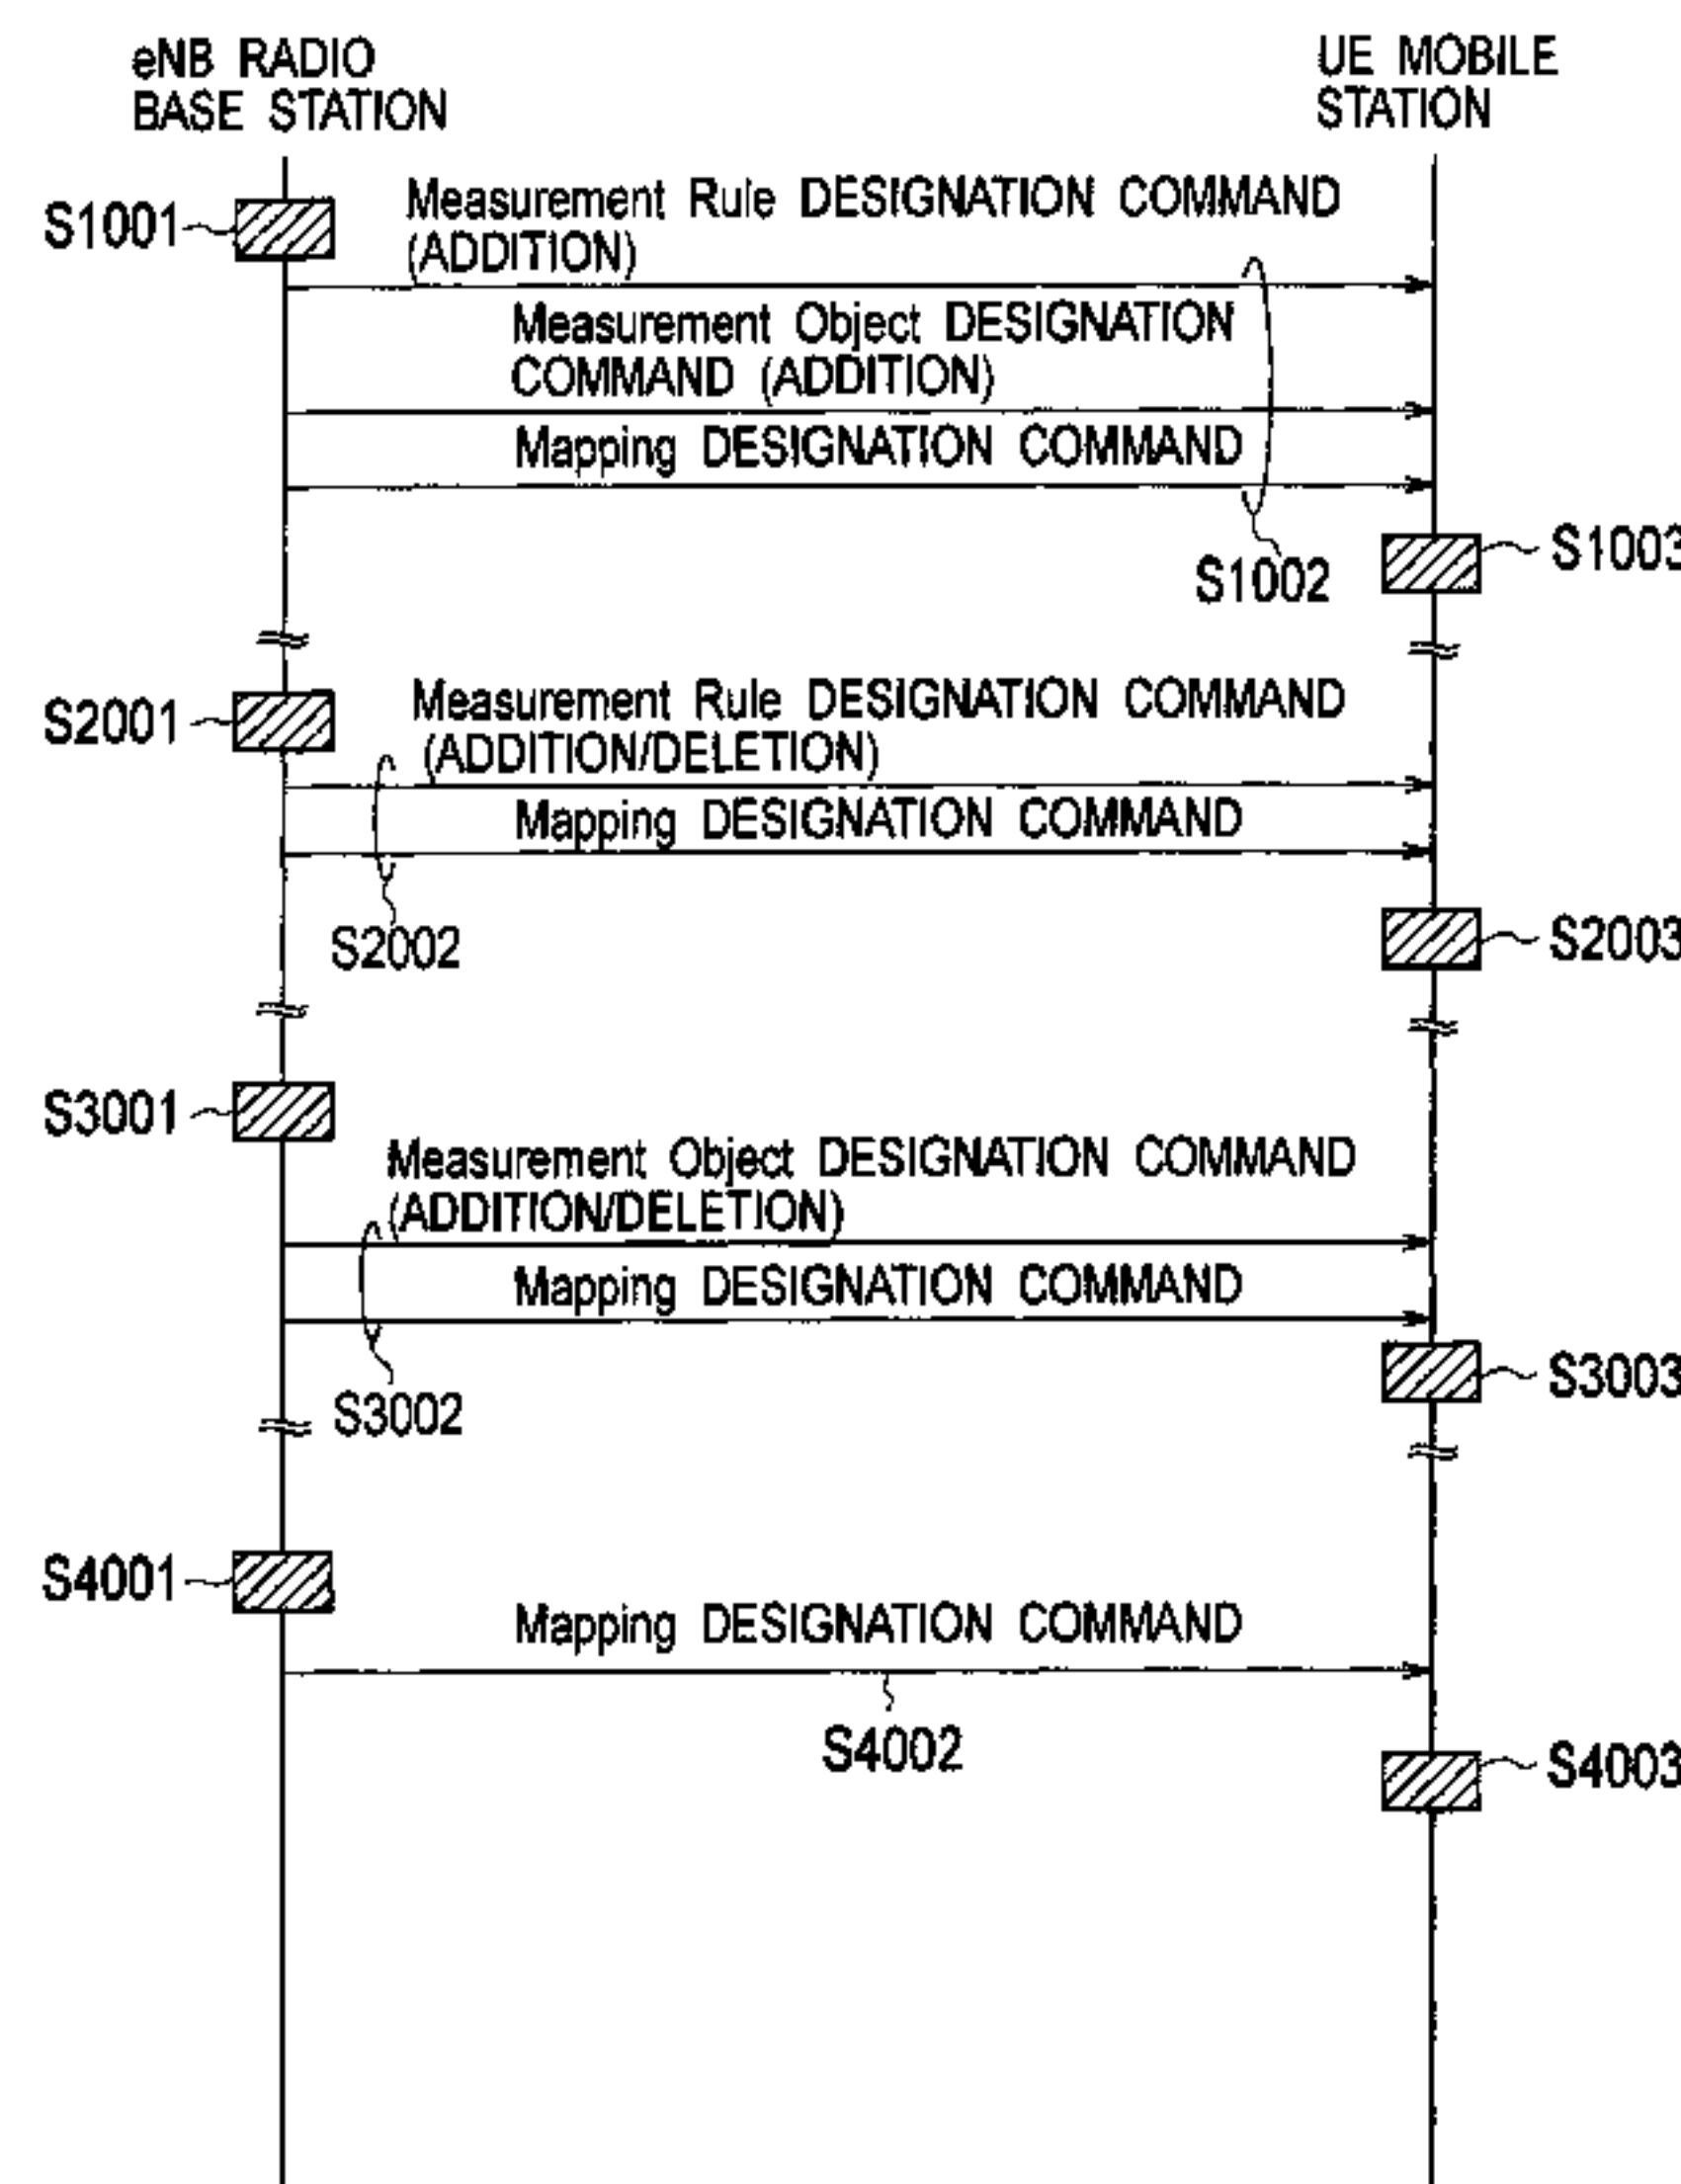 eNB RADIO
BASE STATION
UE MOBILE
STATION
S1001
Measurement Rule DESIGNATION COMMAND
(ADDITION)
Measurement Object DESIGNATION
COMMAND (ADDITION)
Mapping DESIGNATION COMMAND
S1002
S1003
S2001
Measurement Rule DESIGNATION COMMAND
(ADDITION/DELETION)
Mapping DESIGNATION COMMAND
S2002
S2003
S3001
Measurement Object DESIGNATION COMMAND
(ADDITION/DELETION)
Mapping DESIGNATION COMMAND
S3002
S3003
S4001
Mapping DESIGNATION COMMAND
S4002
S4003